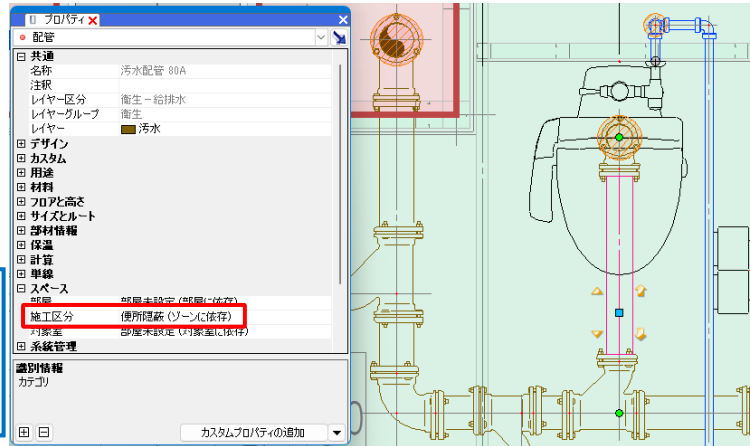 プロパティ
配管
共通
名称 汚水配管 80A
注釈
レイヤー区分 衛生－給排水
レイヤーグループ 衛生
レイヤー 汚水
デザイン
カスタム
用途
材料
フロアと高さ
サイズとルート
部材情報
保温
計算
単線
スペース
部屋 部屋未設定 (部屋に依存)
施工区分 便所隠蔽 (ゾーンに依存)
対象室 部屋未設定 (対象室に依存)
系統管理
識別情報
カテゴリ
カスタムプロパティの追加